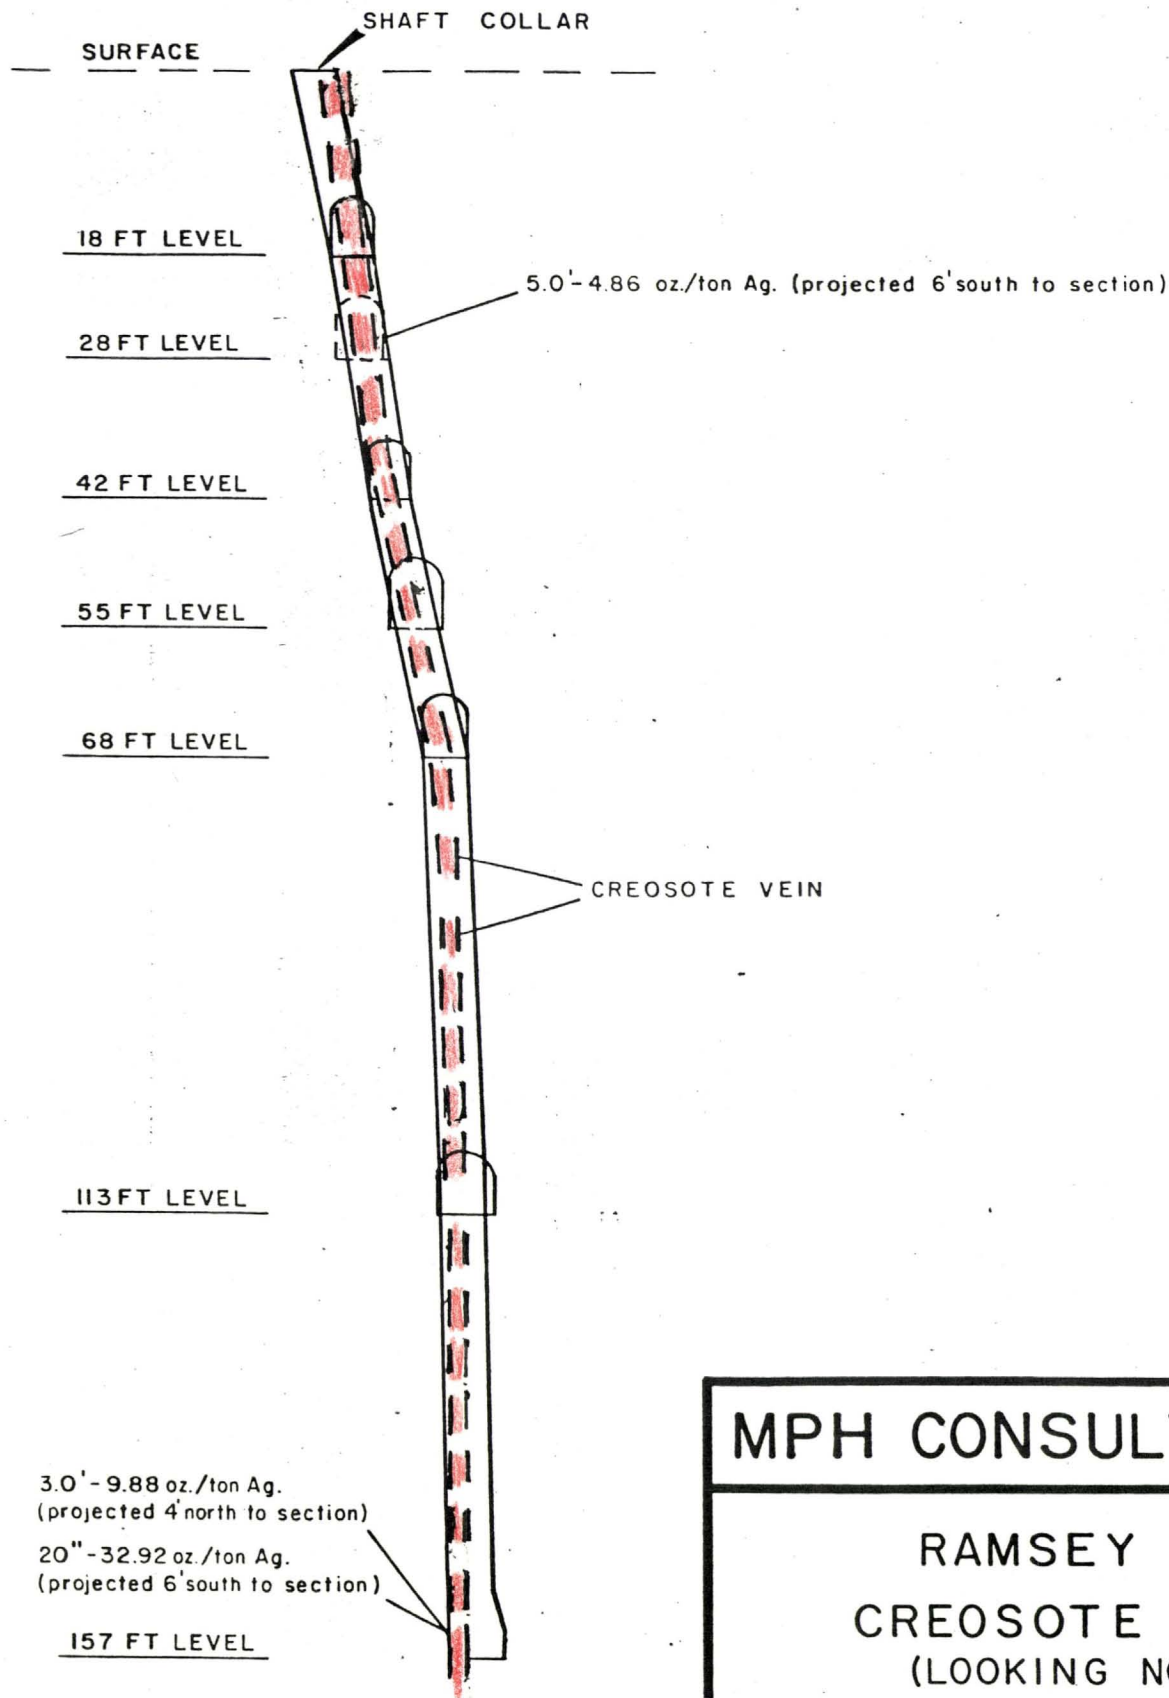 SHAFT COLLAR
SURFACE
18 FT LEVEL
5.0'-4.86 oz./ton Ag. (projected 6' south to section)
28 FT LEVEL
42 FT LEVEL
55 FT LEVEL
68 FT LEVEL
CREOSOTE VEIN
113 FT LEVEL
3.0'-9.88 oz./ton Ag.
(projected 4' north to section)
20"-32.92 oz./ton Ag.
(projected 6' south to section)
157 FT LEVEL
MPH CONSUL
RAMSEY
CREOSOTE
(LOOKING NO